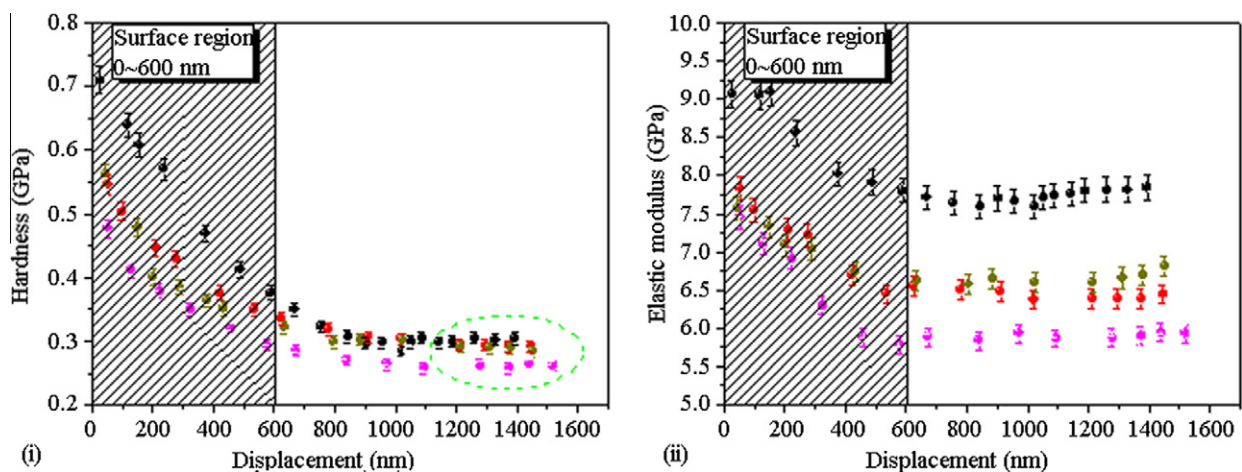 0.8
0.7
0.6
0.5
0.4
0.3
0.2
Hardness (GPa)
Surface region
0~600 nm
0 200 400 600 800 1000 1200 1400 1600
Displacement (nm)
(i)
10.0
9.5
9.0
8.5
8.0
7.5
7.0
6.5
6.0
5.5
5.0
Elastic modulus (GPa)
Surface region
0~600 nm
0 200 400 600 800 1000 1200 1400 1600
Displacement (nm)
(ii)